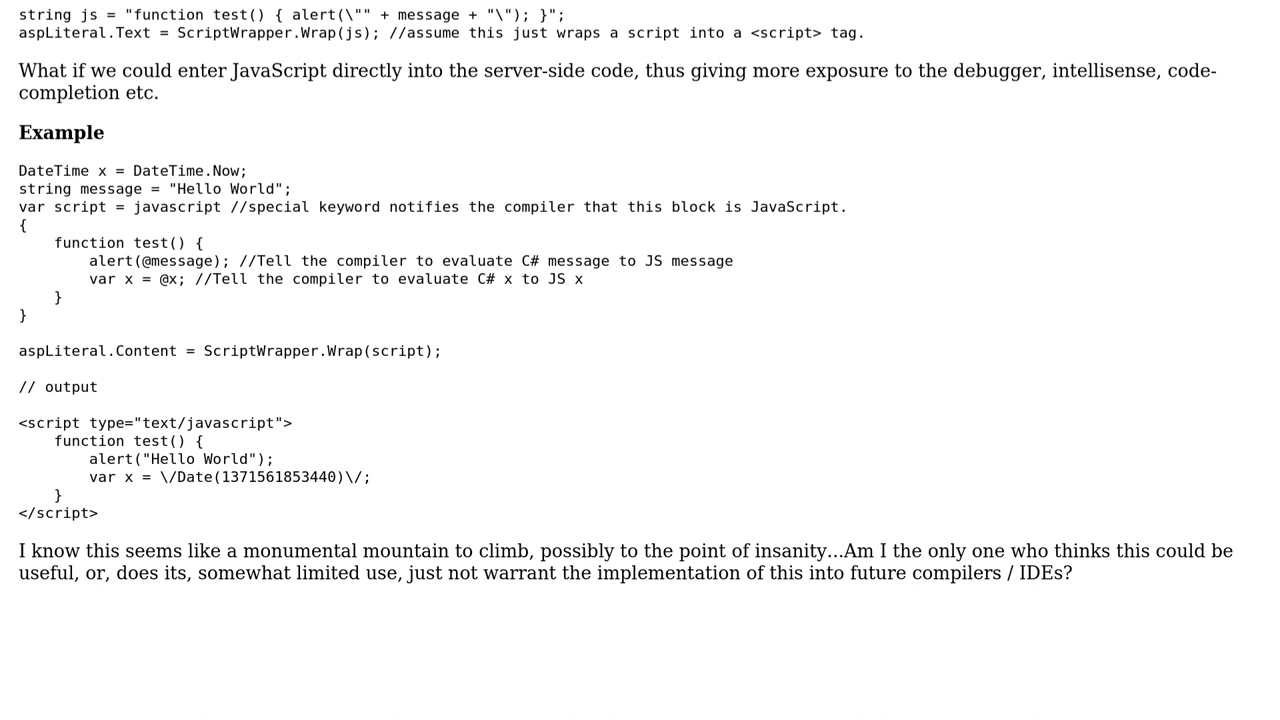 string js = "function test() { alert(\"" + message + "\"); }";
aspLiteral.Text = ScriptWrapper.Wrap(js); //assume this just wraps a script into a <script> tag.
What if we could enter JavaScript directly into the server-side code, thus giving more exposure to the debugger, intellisense, code-
completion etc.
Example
DateTime x = DateTime.Now;
string message = "Hello World";
var script = javascript //special keyword notifies the compiler that this block is JavaScript.
{
    function test() {
        alert(@message); //Tell the compiler to evaluate C# message to JS message
        var x = @x; //Tell the compiler to evaluate C# x to JS x
    }
}
aspLiteral.Content = ScriptWrapper.Wrap(script);
// output
<script type="text/javascript">
    function test() {
        alert("Hello World");
        var x = \/Date(1371561853440)\/;
    }
</script>
I know this seems like a monumental mountain to climb, possibly to the point of insanity...Am I the only one who thinks this could be
useful, or, does its, somewhat limited use, just not warrant the implementation of this into future compilers / IDEs?